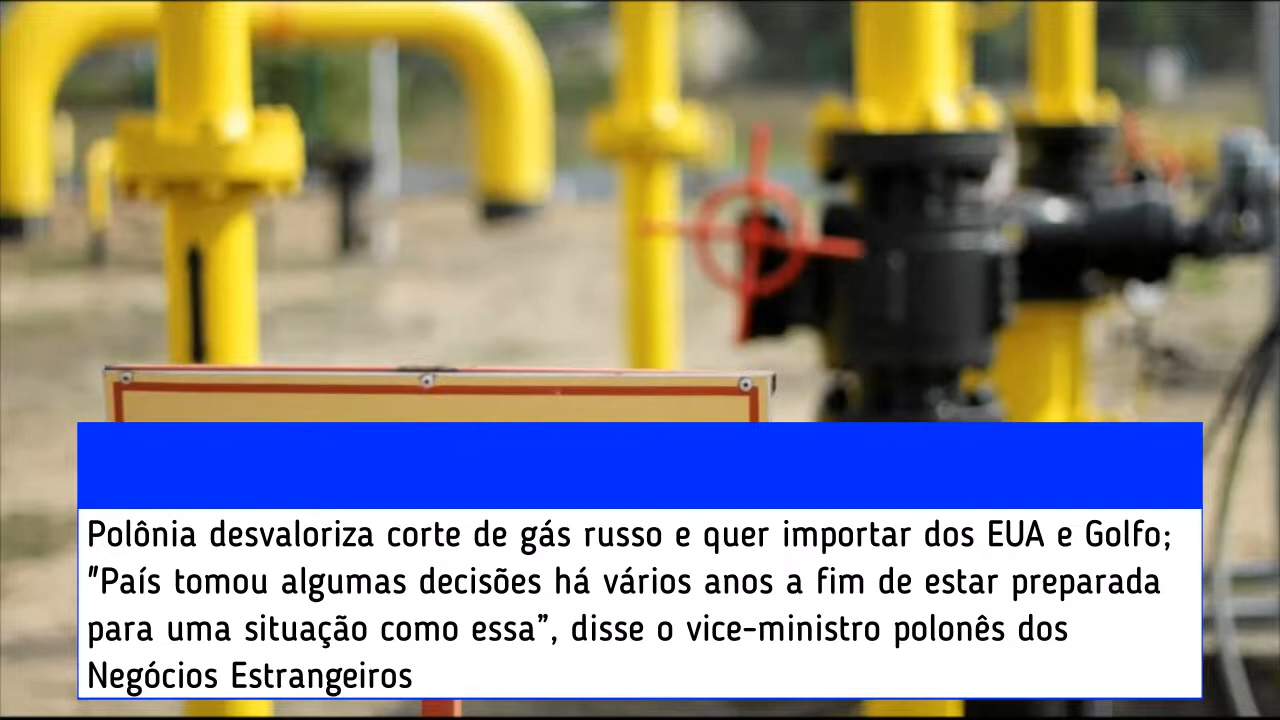 Polônia desvaloriza corte de gás russo e quer importar dos EUA e Golfo;
"País tomou algumas decisões há vários anos a fim de estar preparada
para uma situação como essa”, disse o vice-ministro polonês dos
Negócios Estrangeiros